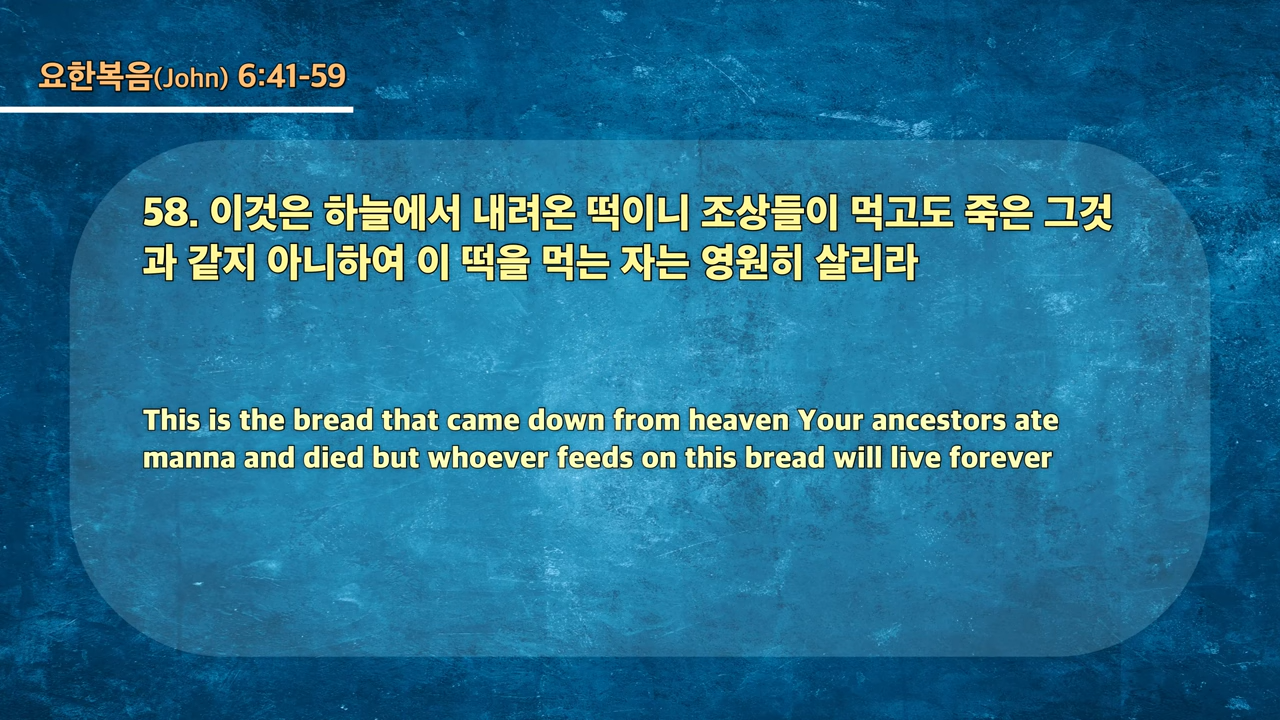 요한복음(John) 6:41-59
58. 이것은 하늘에서 내려온 떡이니 조상들이 먹고도 죽은 그것
과 같지 아니하여 이 떡을 먹는 자는 영원히 살리라
This is the bread that came down from heaven Your ancestors ate
manna and died but whoever feeds on this bread will live forever